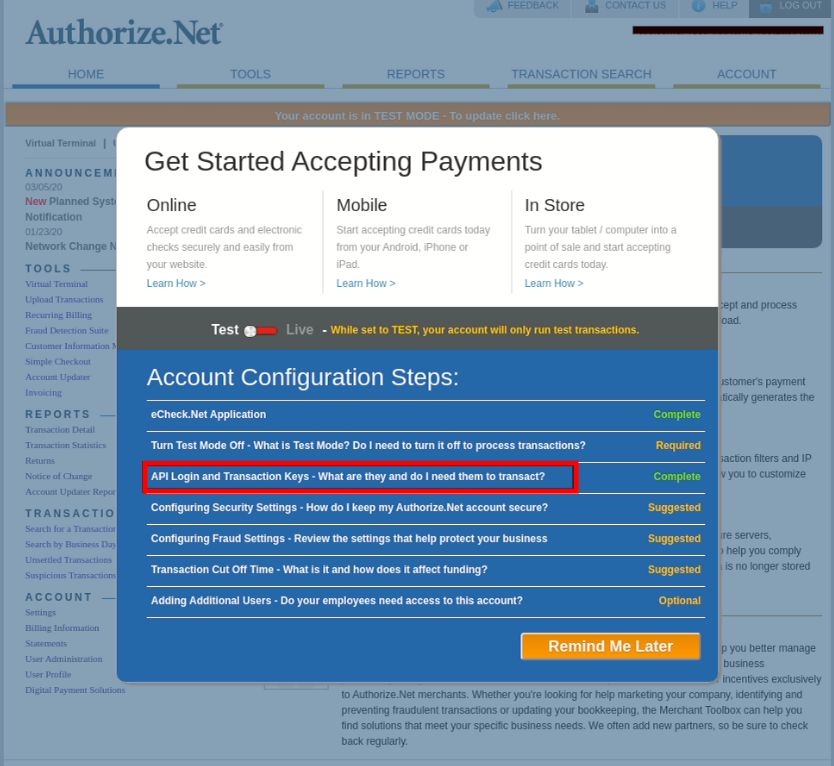 FEEDBACK CONTACT US HELP LOG OUT
Authorize.Net
HOME TOOLS REPORTS TRANSACTION SEARCH ACCOUNT
Your account is in TEST MODE - To update click here.
Virtual Terminal |
ANNOUNCEM
03/05/20
New Planned Syst
Notification
01/23/20
Network Change N
TOOLS
Virtual Terminal
Upload Transactions
Recurring Billing
Fraud Detection Suite
Customer Information M
Simple Checkout
Account Updater
Invoicing
REPORTS
Transaction Detail
Transaction Statistics
Returns
Notice of Change
Account Updater Repor
TRANSACTIO
Search for a Transaction
Search by Business Day
Unsettled Transactions
Suspicious Transactions
ACCOUNT
Settings
Billing Information
Statements
User Administration
User Profile
Digital Payment Solutions
Get Started Accepting Payments
Online
Accept credit cards and electronic
checks securely and easily from
your website.
Learn How >
Mobile
Start accepting credit cards today
from your Android, iPhone or
iPad.
Learn How >
In Store
Turn your tablet / computer into a
point of sale and start accepting
credit cards today.
Learn How >
Test Live - While set to TEST, your account will only run test transactions.
Account Configuration Steps:
eCheck.Net Application Complete
Turn Test Mode Off - What is Test Mode? Do I need to turn it off to process transactions? Required
API Login and Transaction Keys - What are they and do I need them to transact? Complete
Configuring Security Settings - How do I keep my Authorize.Net account secure? Suggested
Configuring Fraud Settings - Review the settings that help protect your business Suggested
Transaction Cut Off Time - What is it and how does it affect funding? Suggested
Adding Additional Users - Do your employees need access to this account? Optional
Remind Me Later
cept and process
oad.
ustomer's payment
atically generates the
saction filters and IP
w you to customize
re servers,
o help you comply
a is no longer stored
p you better manage
business
incentives exclusively
to Authorize.Net merchants. Whether you're looking for help marketing your company, identifying and
preventing fraudulent transactions or updating your bookkeeping, the Merchant Toolbox can help you
find solutions that meet your specific business needs. We often add new partners, so be sure to check
back regularly.